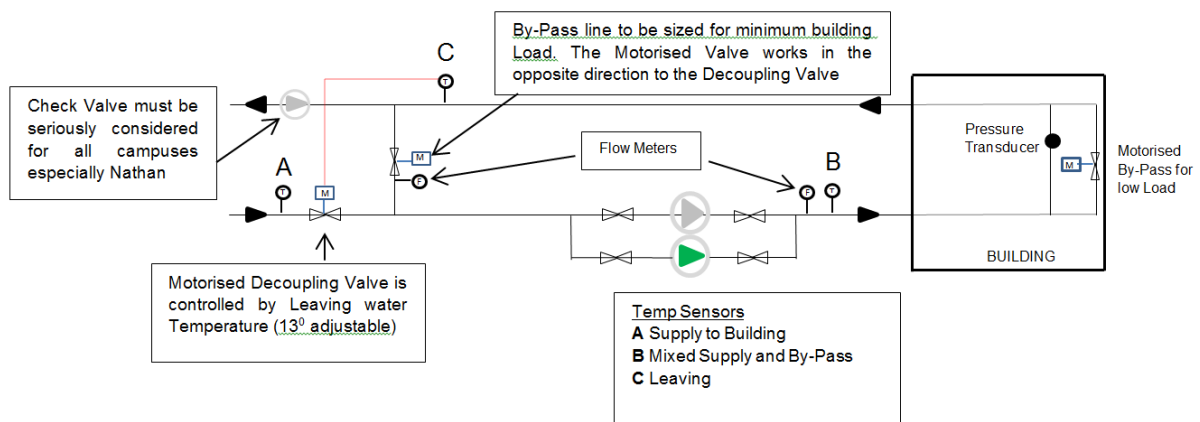 By-Pass line to be sized for minimum building
Load. The Motorised Valve works in the
opposite direction to the Decoupling Valve
C
T
Check Valve must be
seriously considered
for all campuses
especially Nathan
A
T
M
M
F
Flow Meters
B
F
T
Pressure
Transducer
M
Motorised
By-Pass for
low Load
BUILDING
Motorised Decoupling Valve is
controlled by Leaving water
Temperature (13⁰ adjustable)
Temp Sensors
A Supply to Building
B Mixed Supply and By-Pass
C Leaving